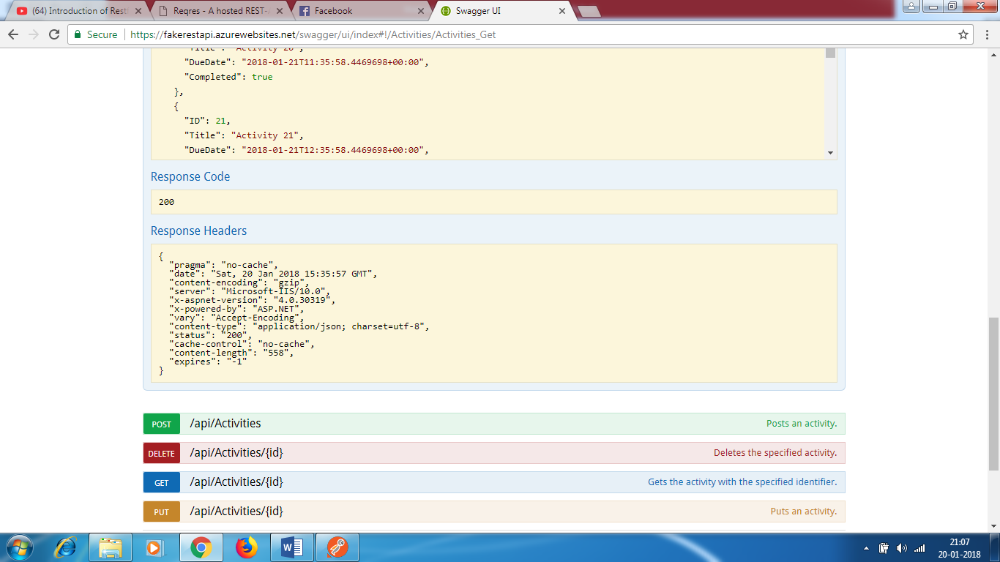 (64) Introduction of Resti
Reqres - A hosted REST-
Facebook
Swagger UI
Secure
https://fakerestapi.azurewebsites.net/swagger/ui/index#!/Activities/Activities_Get
"Title": "Activity 20",
"DueDate": "2018-01-21T11:35:58.4469698+00:00",
"Completed": true
},
{
"ID": 21,
"Title": "Activity 21",
"DueDate": "2018-01-21T12:35:58.4469698+00:00",
Response Code
200
Response Headers
{
"pragma": "no-cache",
"date": "Sat, 20 Jan 2018 15:35:57 GMT",
"content-encoding": "gzip",
"server": "Microsoft-IIS/10.0",
"x-aspnet-version": "4.0.30319",
"x-powered-by": "ASP.NET",
"vary": "Accept-Encoding",
"content-type": "application/json; charset=utf-8",
"status": "200",
"cache-control": "no-cache",
"content-length": "558",
"expires": "-1"
}
POST /api/Activities Posts an activity.
DELETE /api/Activities/{id} Deletes the specified activity.
GET /api/Activities/{id} Gets the activity with the specified identifier.
PUT /api/Activities/{id} Puts an activity.
21:07
20-01-2018